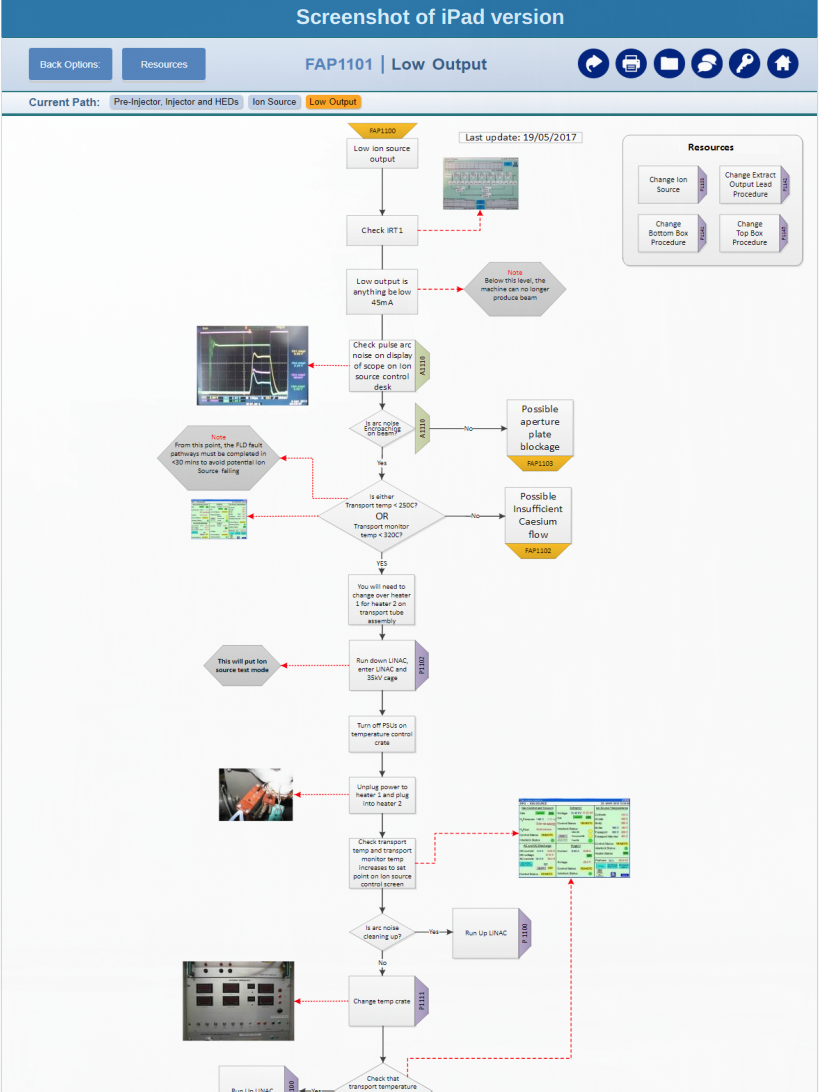 Screenshot of iPad version
Back Options:
Resources
FAP1101 | Low Output
Current Path:
Pre-Injector, Injector and HEDs
Ion Source
Low Output
FAP1100
Low ion source
output
Last update: 19/05/2017
Resources
Change Ion
Source
Change Extract
Output Lead
Procedure
Change
Bottom Box
Procedure
Change
Top Box
Procedure
Check IRT1
Low output is
anything below
45mA
Note
Below this level, the
machine can no longer
produce beam
Check pulse arc
noise on display
of scope on Ion
source control
desk
A1110
Is arc noise
Encroaching
on beam?
A1110
No
Possible
aperture
plate
blockage
FAP1103
Yes
Note
From this point, the FLD fault
pathways must be completed in
<30 mins to avoid potential Ion
Source failing
Is either
Transport temp < 250C?
OR
Transport monitor
temp < 320C?
No
Possible
Insufficient
Caesium
flow
FAP1102
YES
You will need to
change over heater
1 for heater 2 on
transport tube
assembly
This will put Ion
source test mode
Run down LINAC,
enter LINAC and
35kV cage
P1102
Turn off PSUs on
temperature control
crate
Unplug power to
heater 1 and plug
into heater 2
Check transport
temp and transport
monitor temp
increases to set
point on Ion source
control screen
Is arc noise
cleaning up?
Yes
Run Up LINAC
P1100
No
Change temp crate
P1111
Run Up LINAC
Yes
Check that
transport temperature